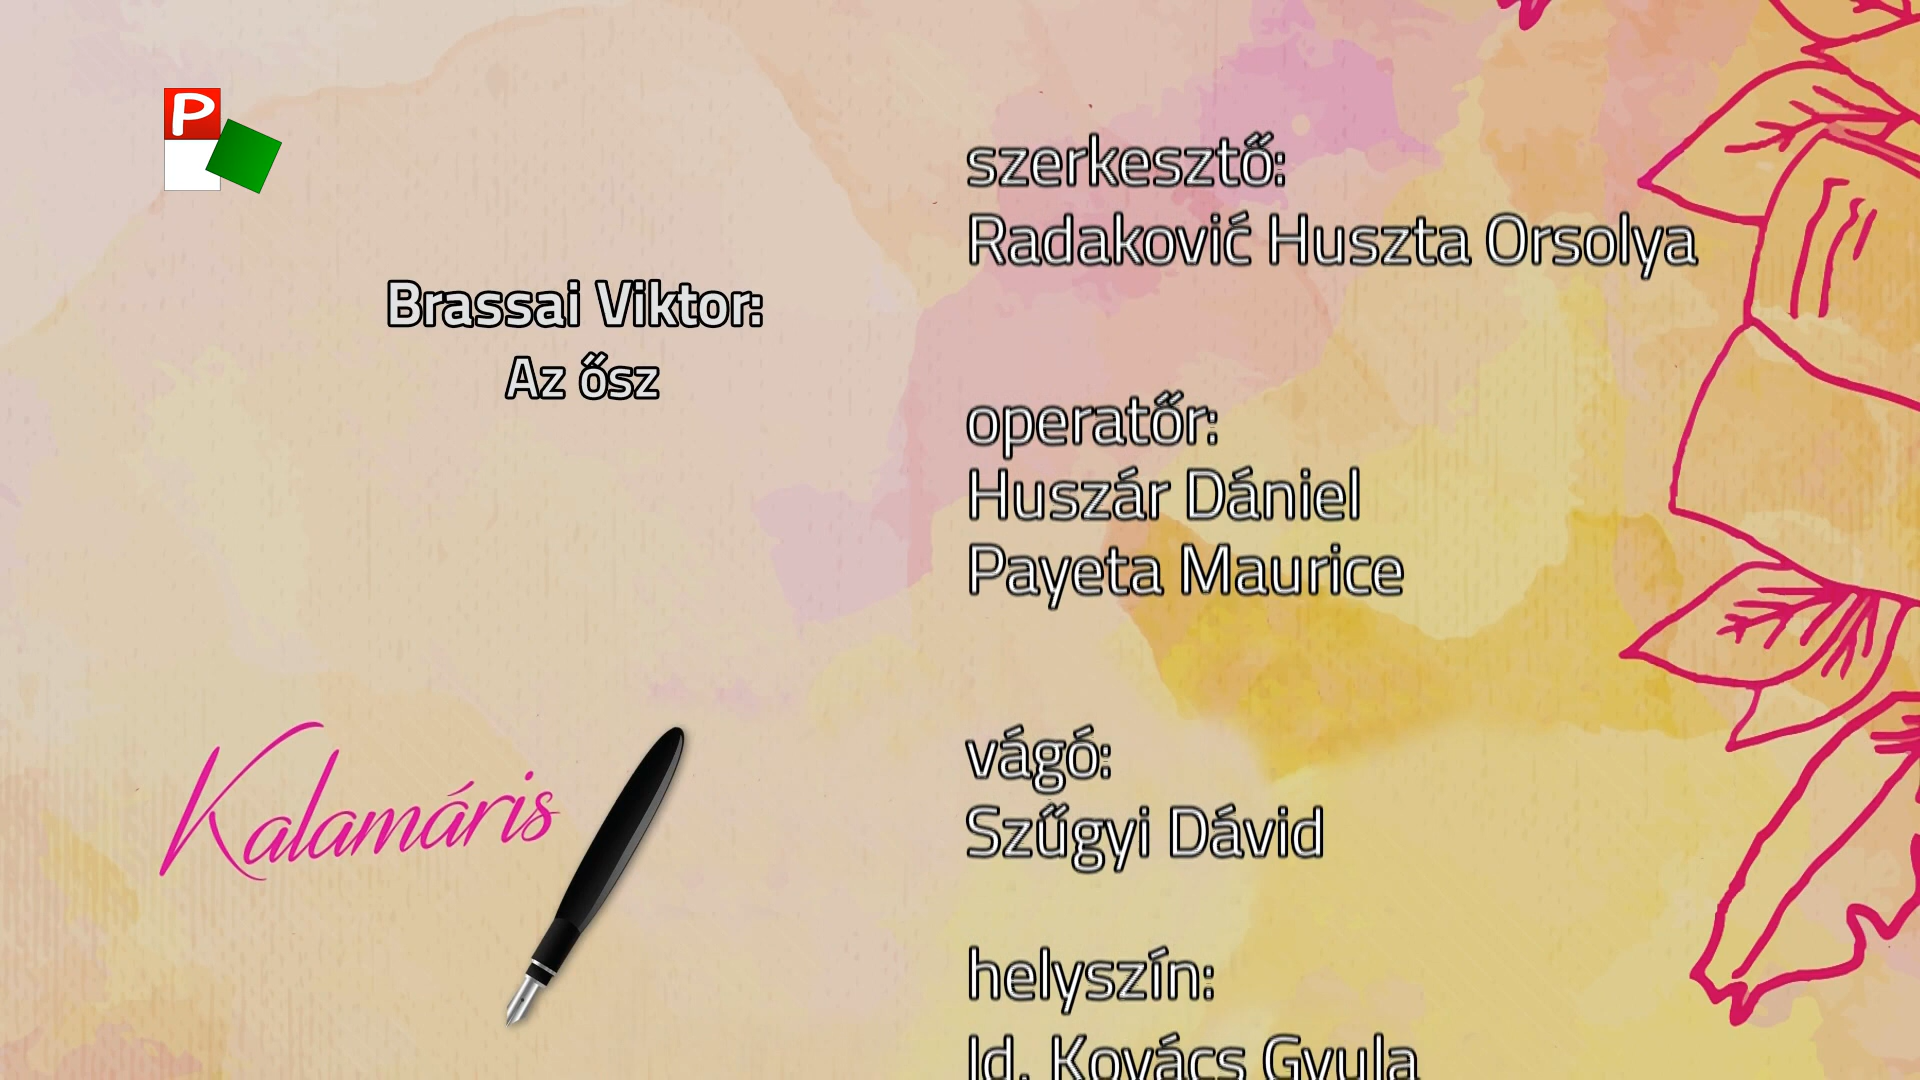 P
Brassai Viktor:
Az ősz
Kalamáris
szerkesztő:
Radaković Huszta Orsolya
operatőr:
Huszár Dániel
Payeta Maurice
vágó:
Szűgyi Dávid
helyszín:
Id. Kovács Gyula